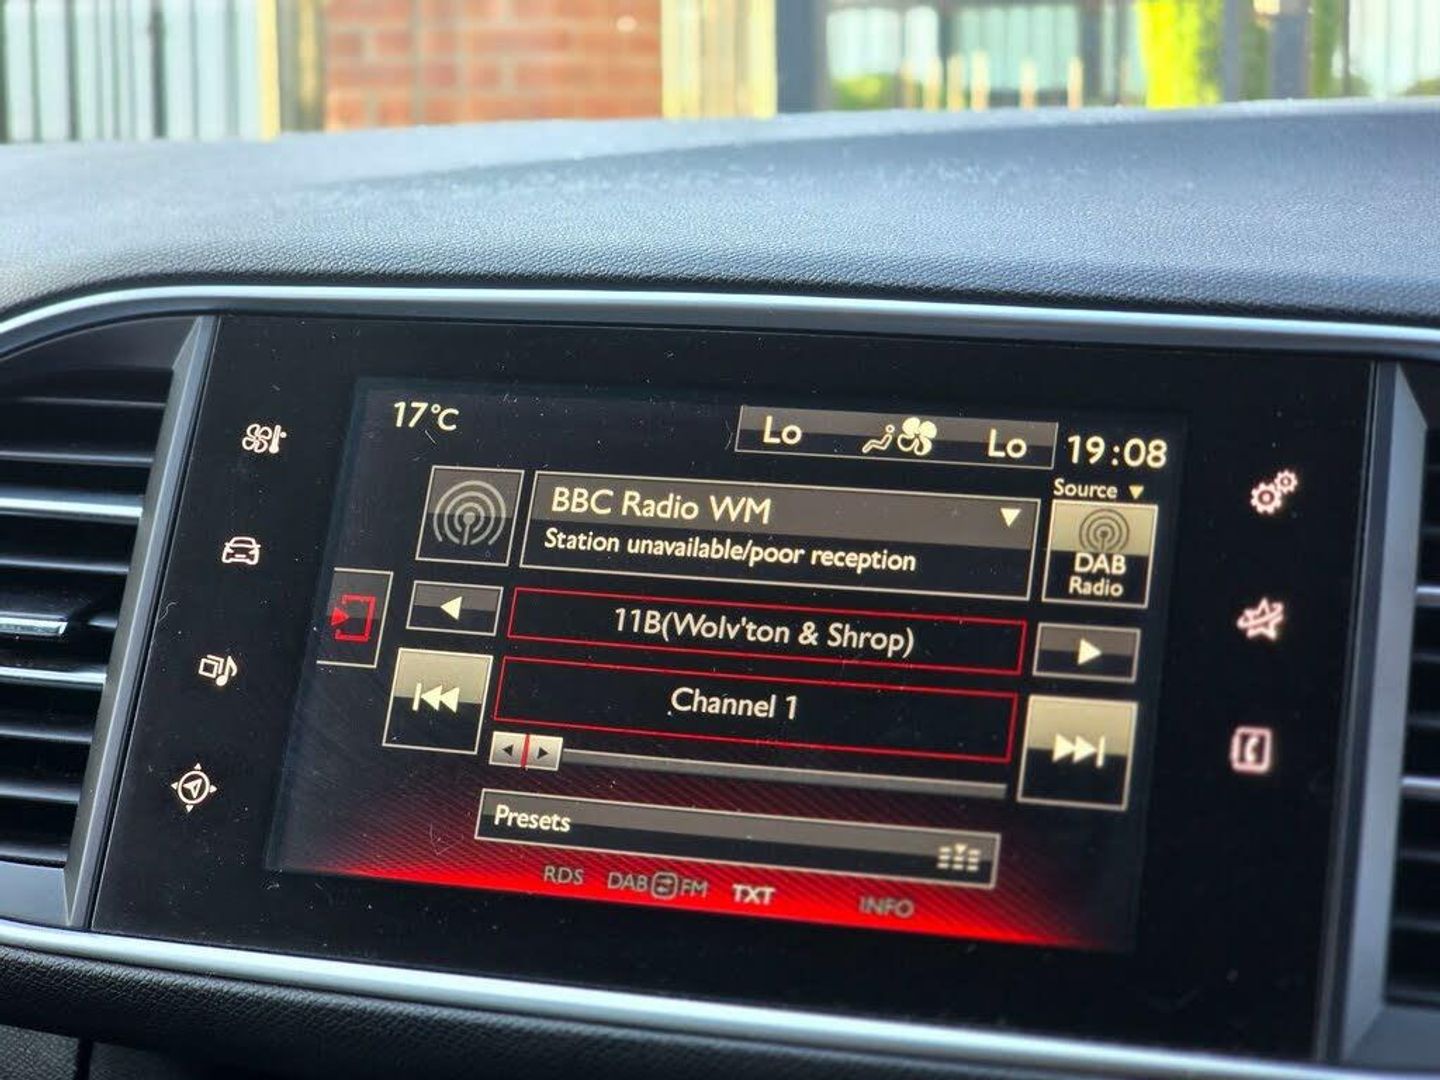 17°C
Lo
Lo
19:08
Source
BBC Radio WM
Station unavailable/poor reception
DAB
Radio
11B(Wolv'ton & Shrop)
Channel 1
Presets
RDS
DAB FM
TXT
INFO